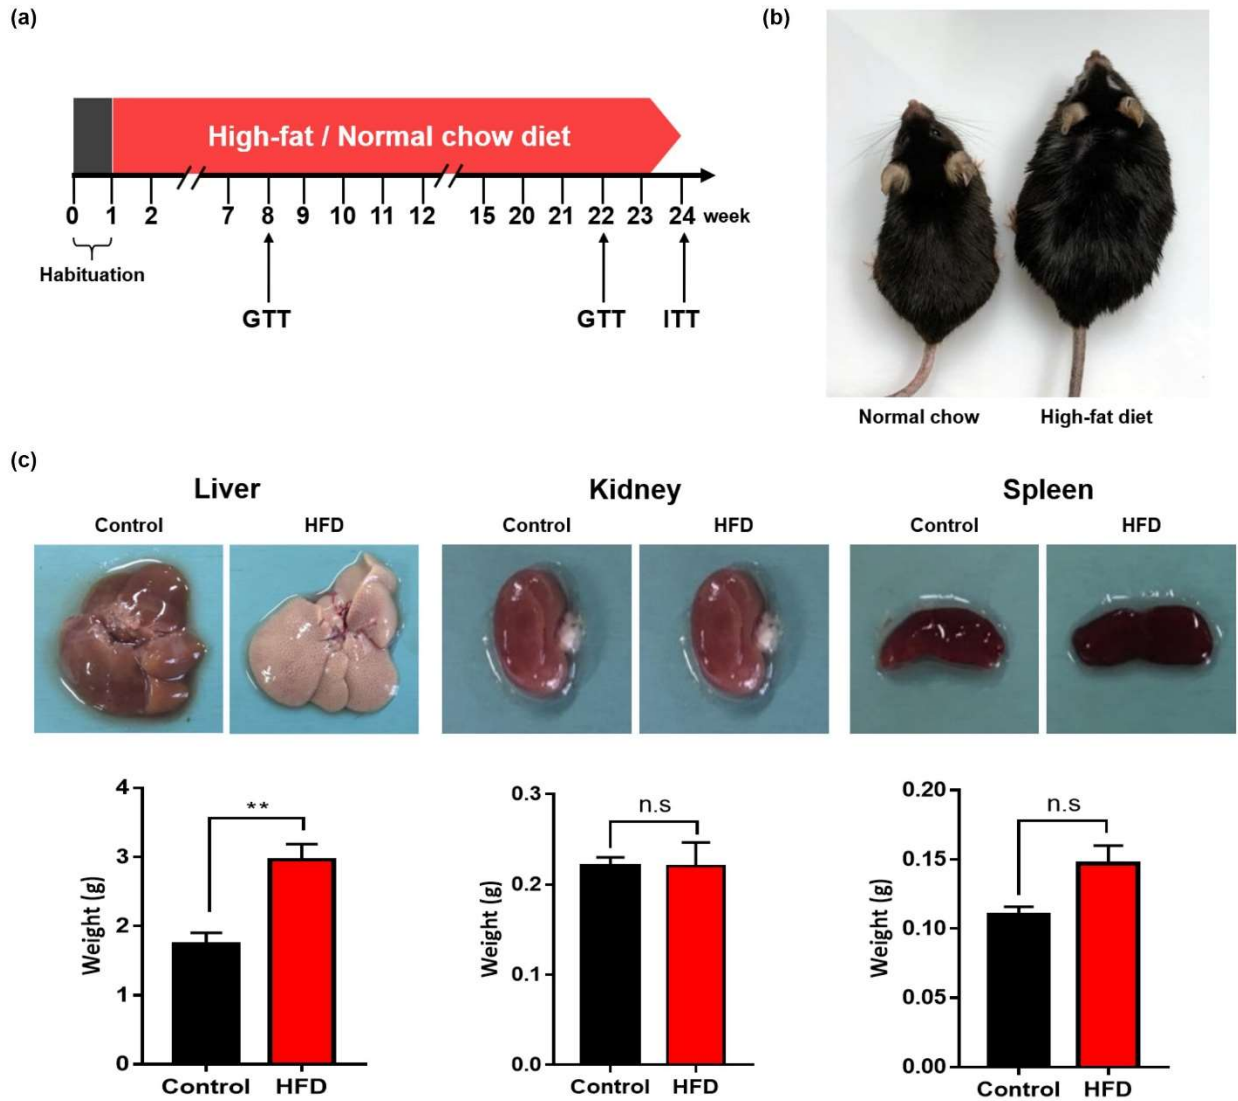 (a)
High-fat / Normal chow diet
0 1 2 7 8 9 10 11 12 15 20 21 22 23 24 week
Habituation
GTT GTT ITT
(b)
Normal chow High-fat diet
(c)
Liver Kidney Spleen
Control HFD Control HFD Control HFD
4
3
2
1
0
Weight (g)
**
Control HFD
0.3
0.2
0.1
0.0
Weight (g)
n.s
Control HFD
0.20
0.15
0.10
0.05
0.00
Weight (g)
n.s
Control HFD